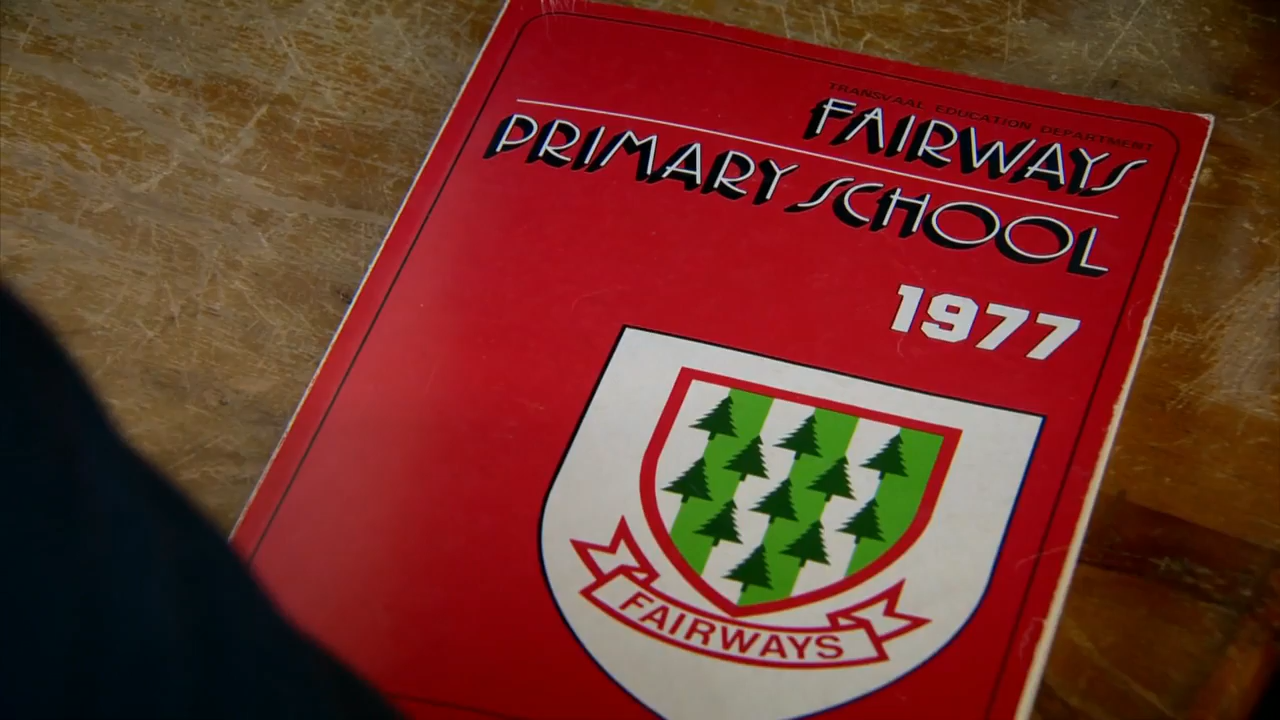 TRANSVAAL EDUCATION DEPARTMENT
FAIRWAYS
PRIMARY SCHOOL
1977
FAIRWAYS